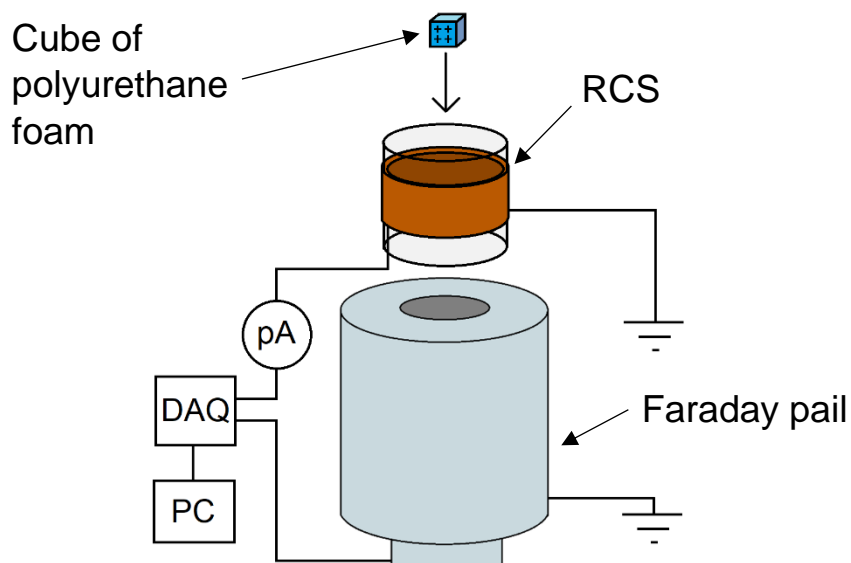 Cube of
polyurethane
foam
++
++
RCS
pA
DAQ
Faraday pail
PC